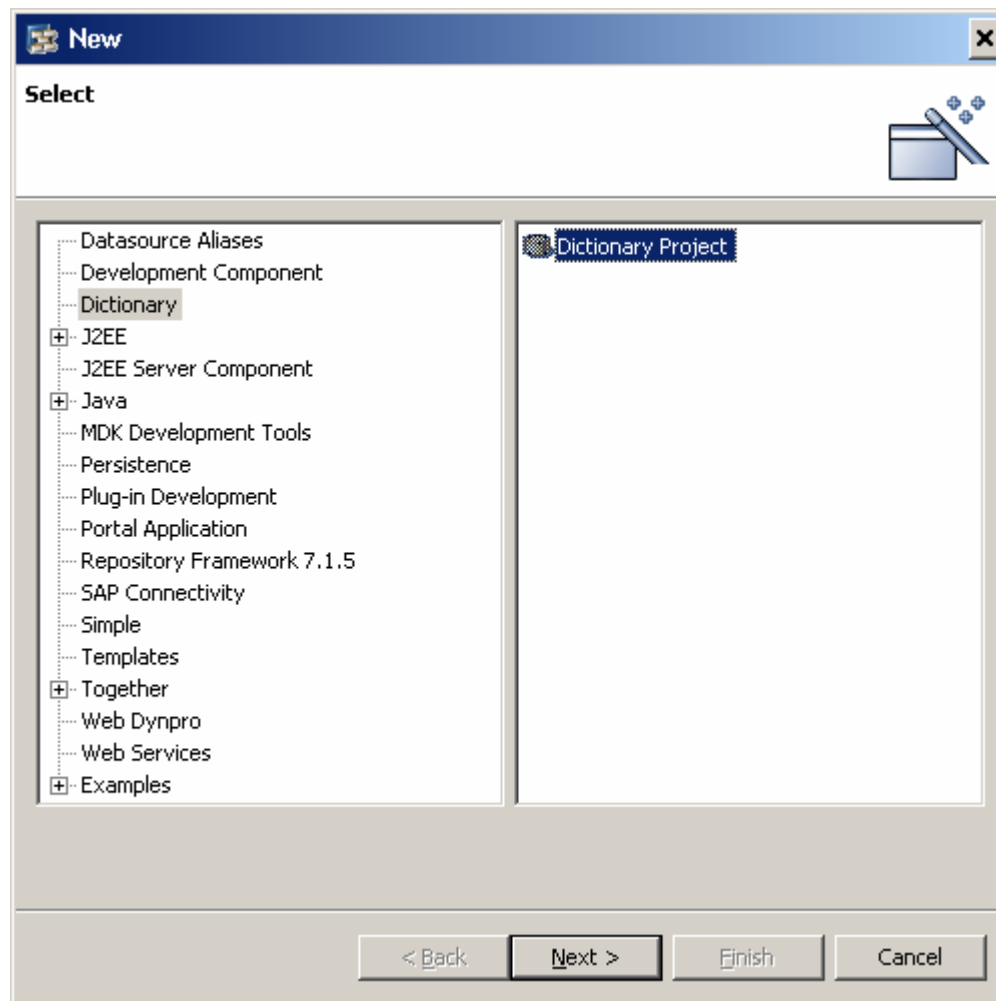 New
Select
Datasource Aliases
Development Component
Dictionary
J2EE
J2EE Server Component
Java
MDK Development Tools
Persistence
Plug-in Development
Portal Application
Repository Framework 7.1.5
SAP Connectivity
Simple
Templates
Together
Web Dynpro
Web Services
Examples
Dictionary Project
< Back Next > Finish Cancel